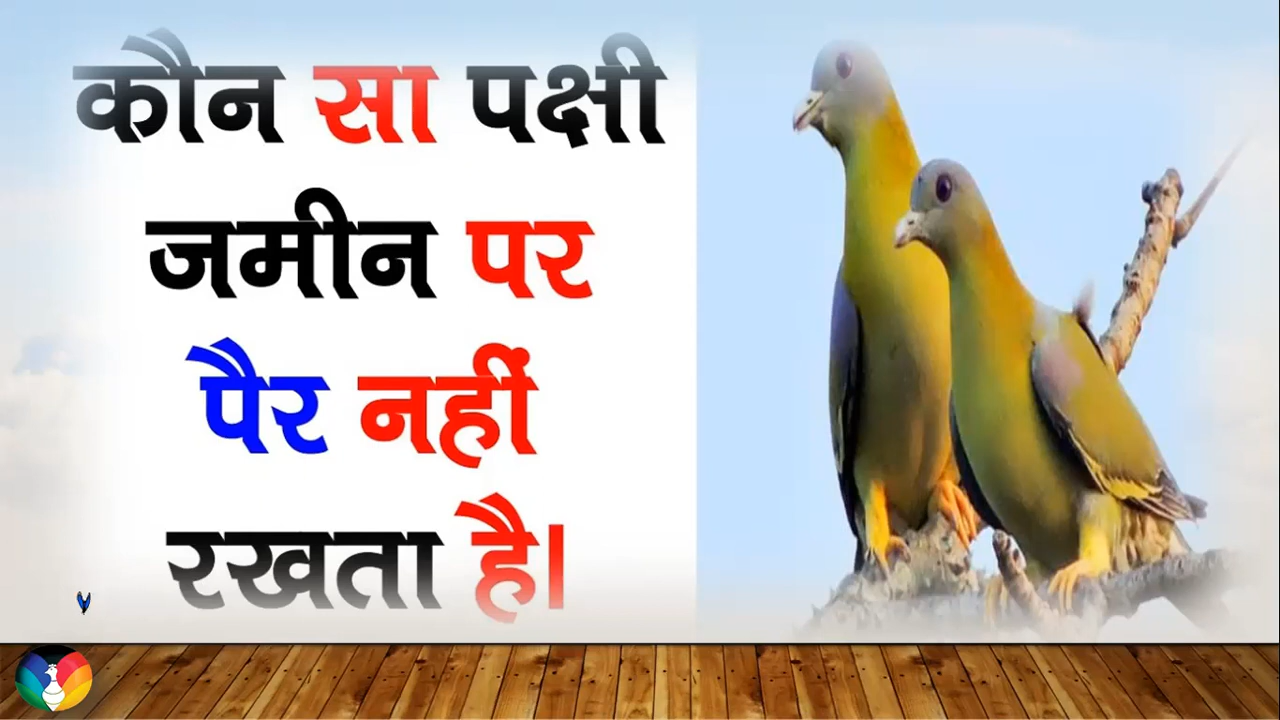 कौन सा पक्षी
जमीन पर
पैर नहीं
रखता है।